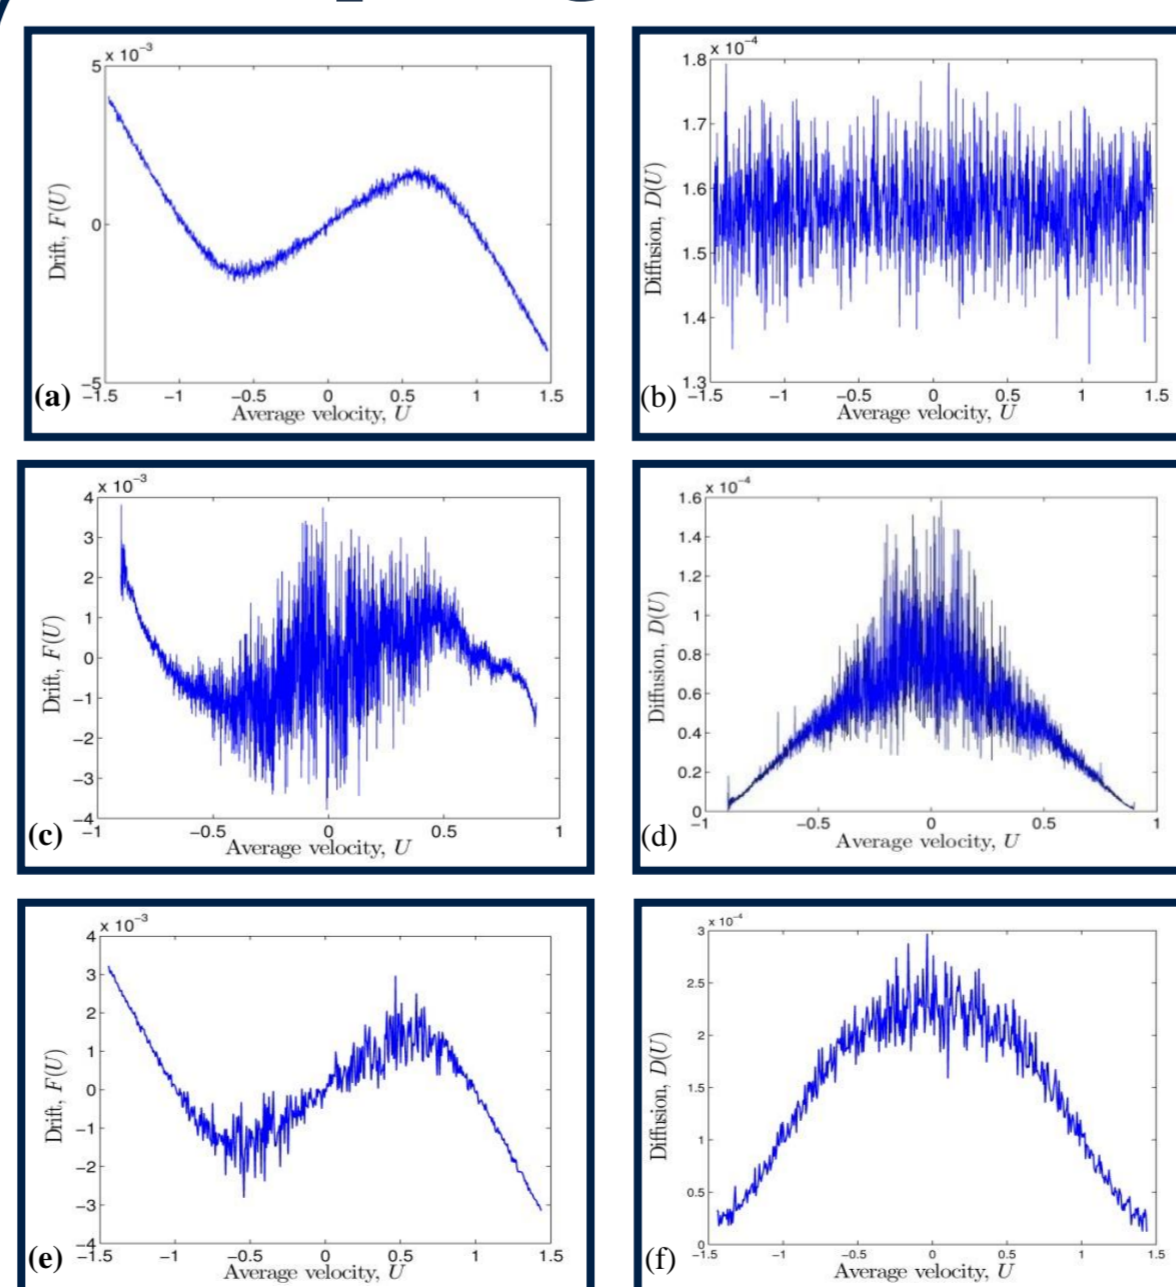 x 10⁻³
5
0
−5
Drift, F(U)
(a)
−1.5 −1 −0.5 0 0.5 1 1.5
Average velocity, U
x 10⁻⁴
1.8
1.7
1.6
1.5
1.4
1.3
Diffusion, D(U)
(b)
−1.5 −1 −0.5 0 0.5 1 1.5
Average velocity, U
x 10⁻³
4
3
2
1
0
−1
−2
−3
−4
Drift, F(U)
(c)
−1 −0.5 0 0.5 1
Average velocity, U
x 10⁻⁴
1.6
1.4
1.2
1
0.8
0.6
0.4
0.2
0
Diffusion, D(U)
(d)
−1 −0.5 0 0.5 1
Average velocity, U
x 10⁻³
4
3
2
1
0
−1
−2
−3
−4
Drift, F(U)
(e)
−1.5 −1 −0.5 0 0.5 1 1.5
Average velocity, U
x 10⁻⁴
3
2.5
2
1.5
1
0.5
0
Diffusion, D(U)
(f)
−1.5 −1 −0.5 0 0.5 1 1.5
Average velocity, U